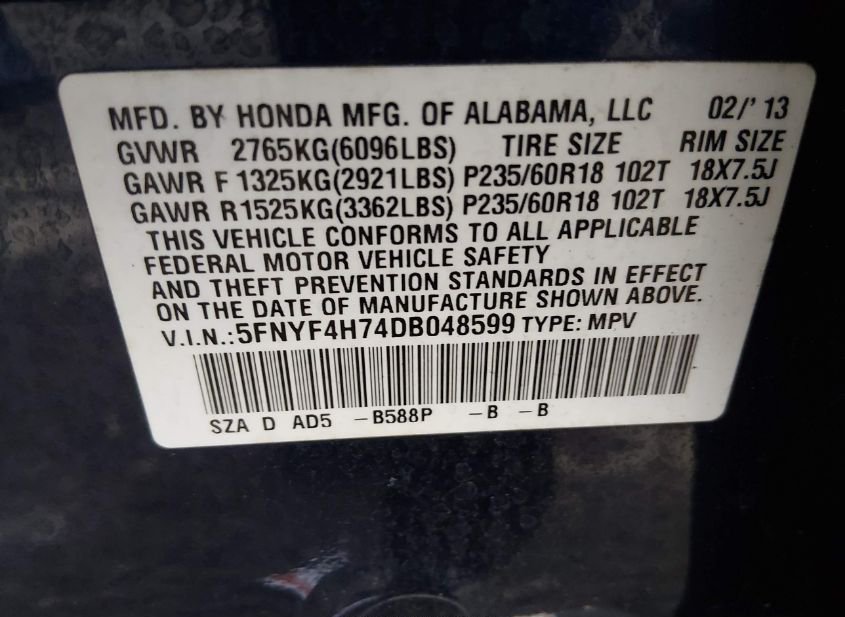 MFD. BY HONDA MFG. OF ALABAMA, LLC 02/'13
GVWR 2765KG(6096LBS) TIRE SIZE RIM SIZE
GAWR F 1325KG(2921LBS) P235/60R18 102T 18X7.5J
GAWR R1525KG(3362LBS) P235/60R18 102T 18X7.5J
THIS VEHICLE CONFORMS TO ALL APPLICABLE
FEDERAL MOTOR VEHICLE SAFETY
AND THEFT PREVENTION STANDARDS IN EFFECT
ON THE DATE OF MANUFACTURE SHOWN ABOVE.
V.I.N.:5FNYF4H74DB048599 TYPE: MPV
SZA D AD5 -B588P -B -B